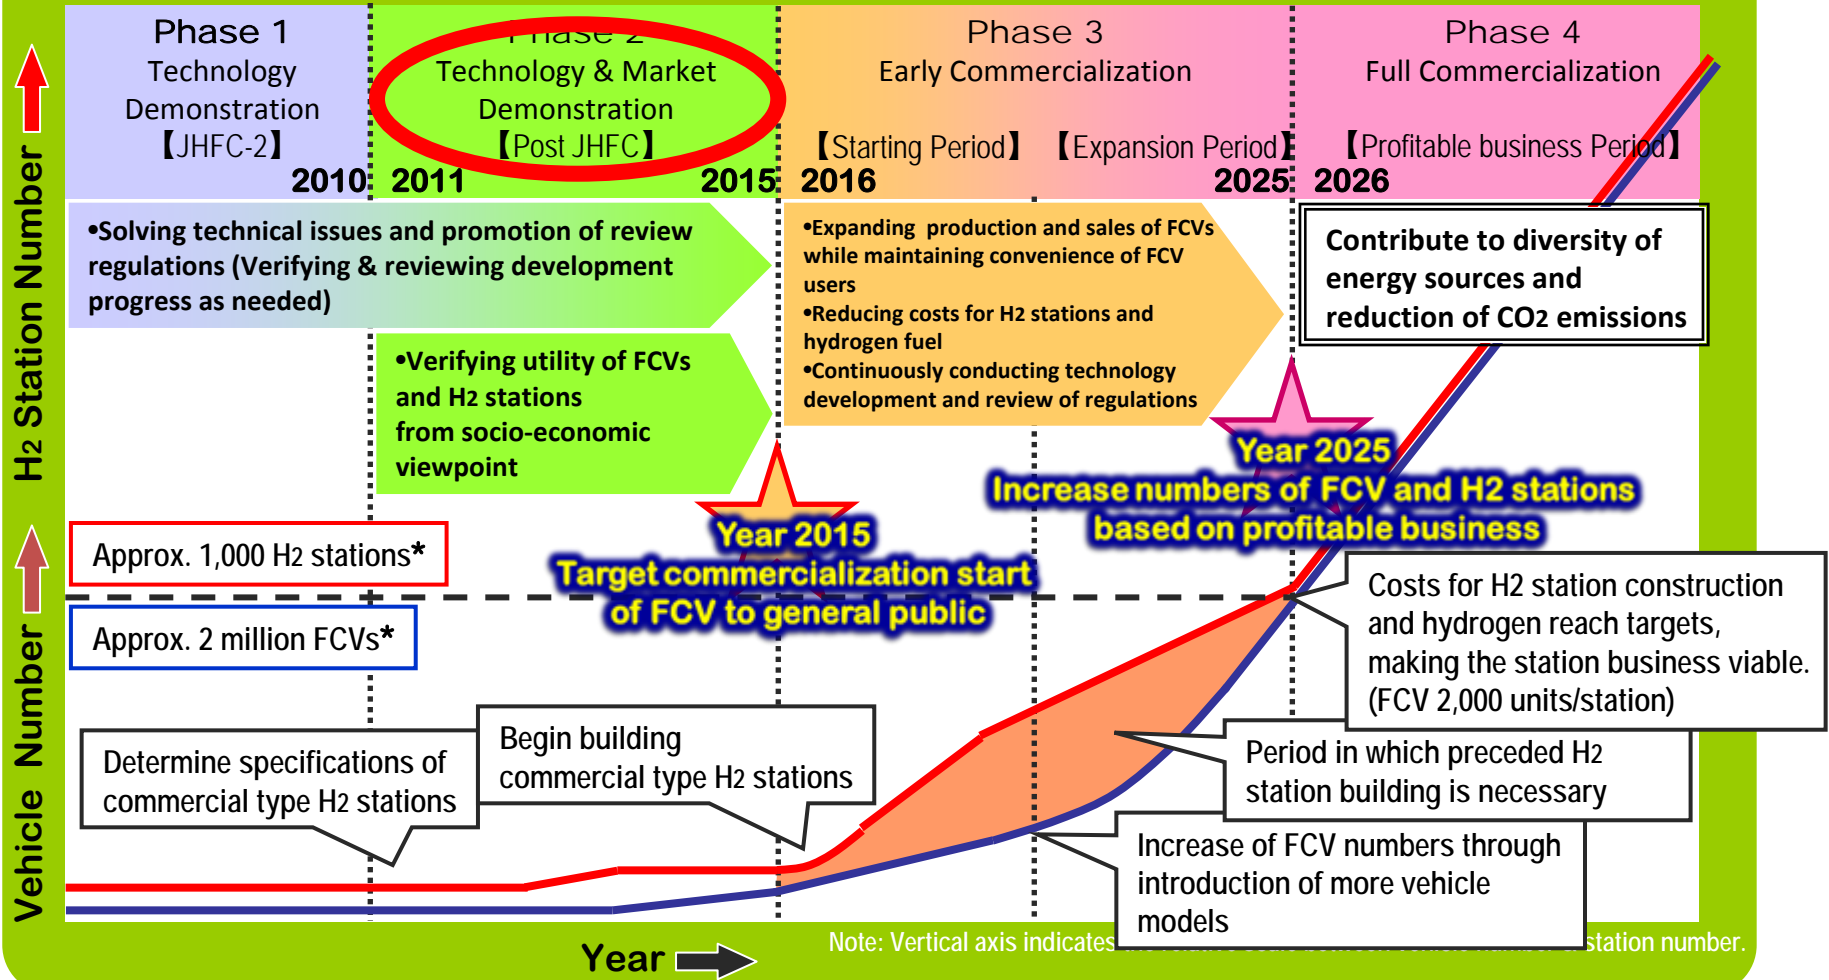 Phase 1
Technology
Demonstration
【JHFC-2】
2010
Phase 2
Technology & Market
Demonstration
【Post JHFC】
2011
2015
Phase 3
Early Commercialization
【Starting Period】
【Expansion Period】
2016
2025
Phase 4
Full Commercialization
【Profitable business Period】
2026
H2 Station Number
Vehicle Number
•Solving technical issues and promotion of review
regulations (Verifying & reviewing development
progress as needed)
•Verifying utility of FCVs
and H2 stations
from socio-economic
viewpoint
•Expanding production and sales of FCVs
while maintaining convenience of FCV
users
•Reducing costs for H2 stations and
hydrogen fuel
•Continuously conducting technology
development and review of regulations
Contribute to diversity of
energy sources and
reduction of CO2 emissions
Year 2025
Increase numbers of FCV and H2 stations
based on profitable business
Year 2015
Target commercialization start
of FCV to general public
Approx. 1,000 H2 stations*
Approx. 2 million FCVs*
Costs for H2 station construction
and hydrogen reach targets,
making the station business viable.
(FCV 2,000 units/station)
Determine specifications of
commercial type H2 stations
Begin building
commercial type H2 stations
Period in which preceded H2
station building is necessary
Increase of FCV numbers through
introduction of more vehicle
models
Year
Note: Vertical axis indicates
station number.